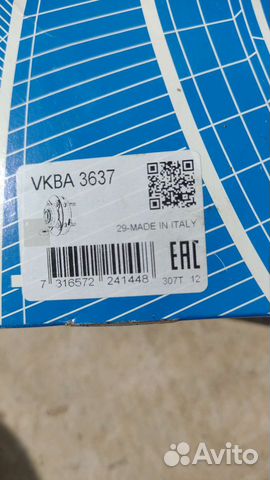 VKBA 3637
29-MADE IN ITALY
EAC
7 316572 241448
307T 12
Avito